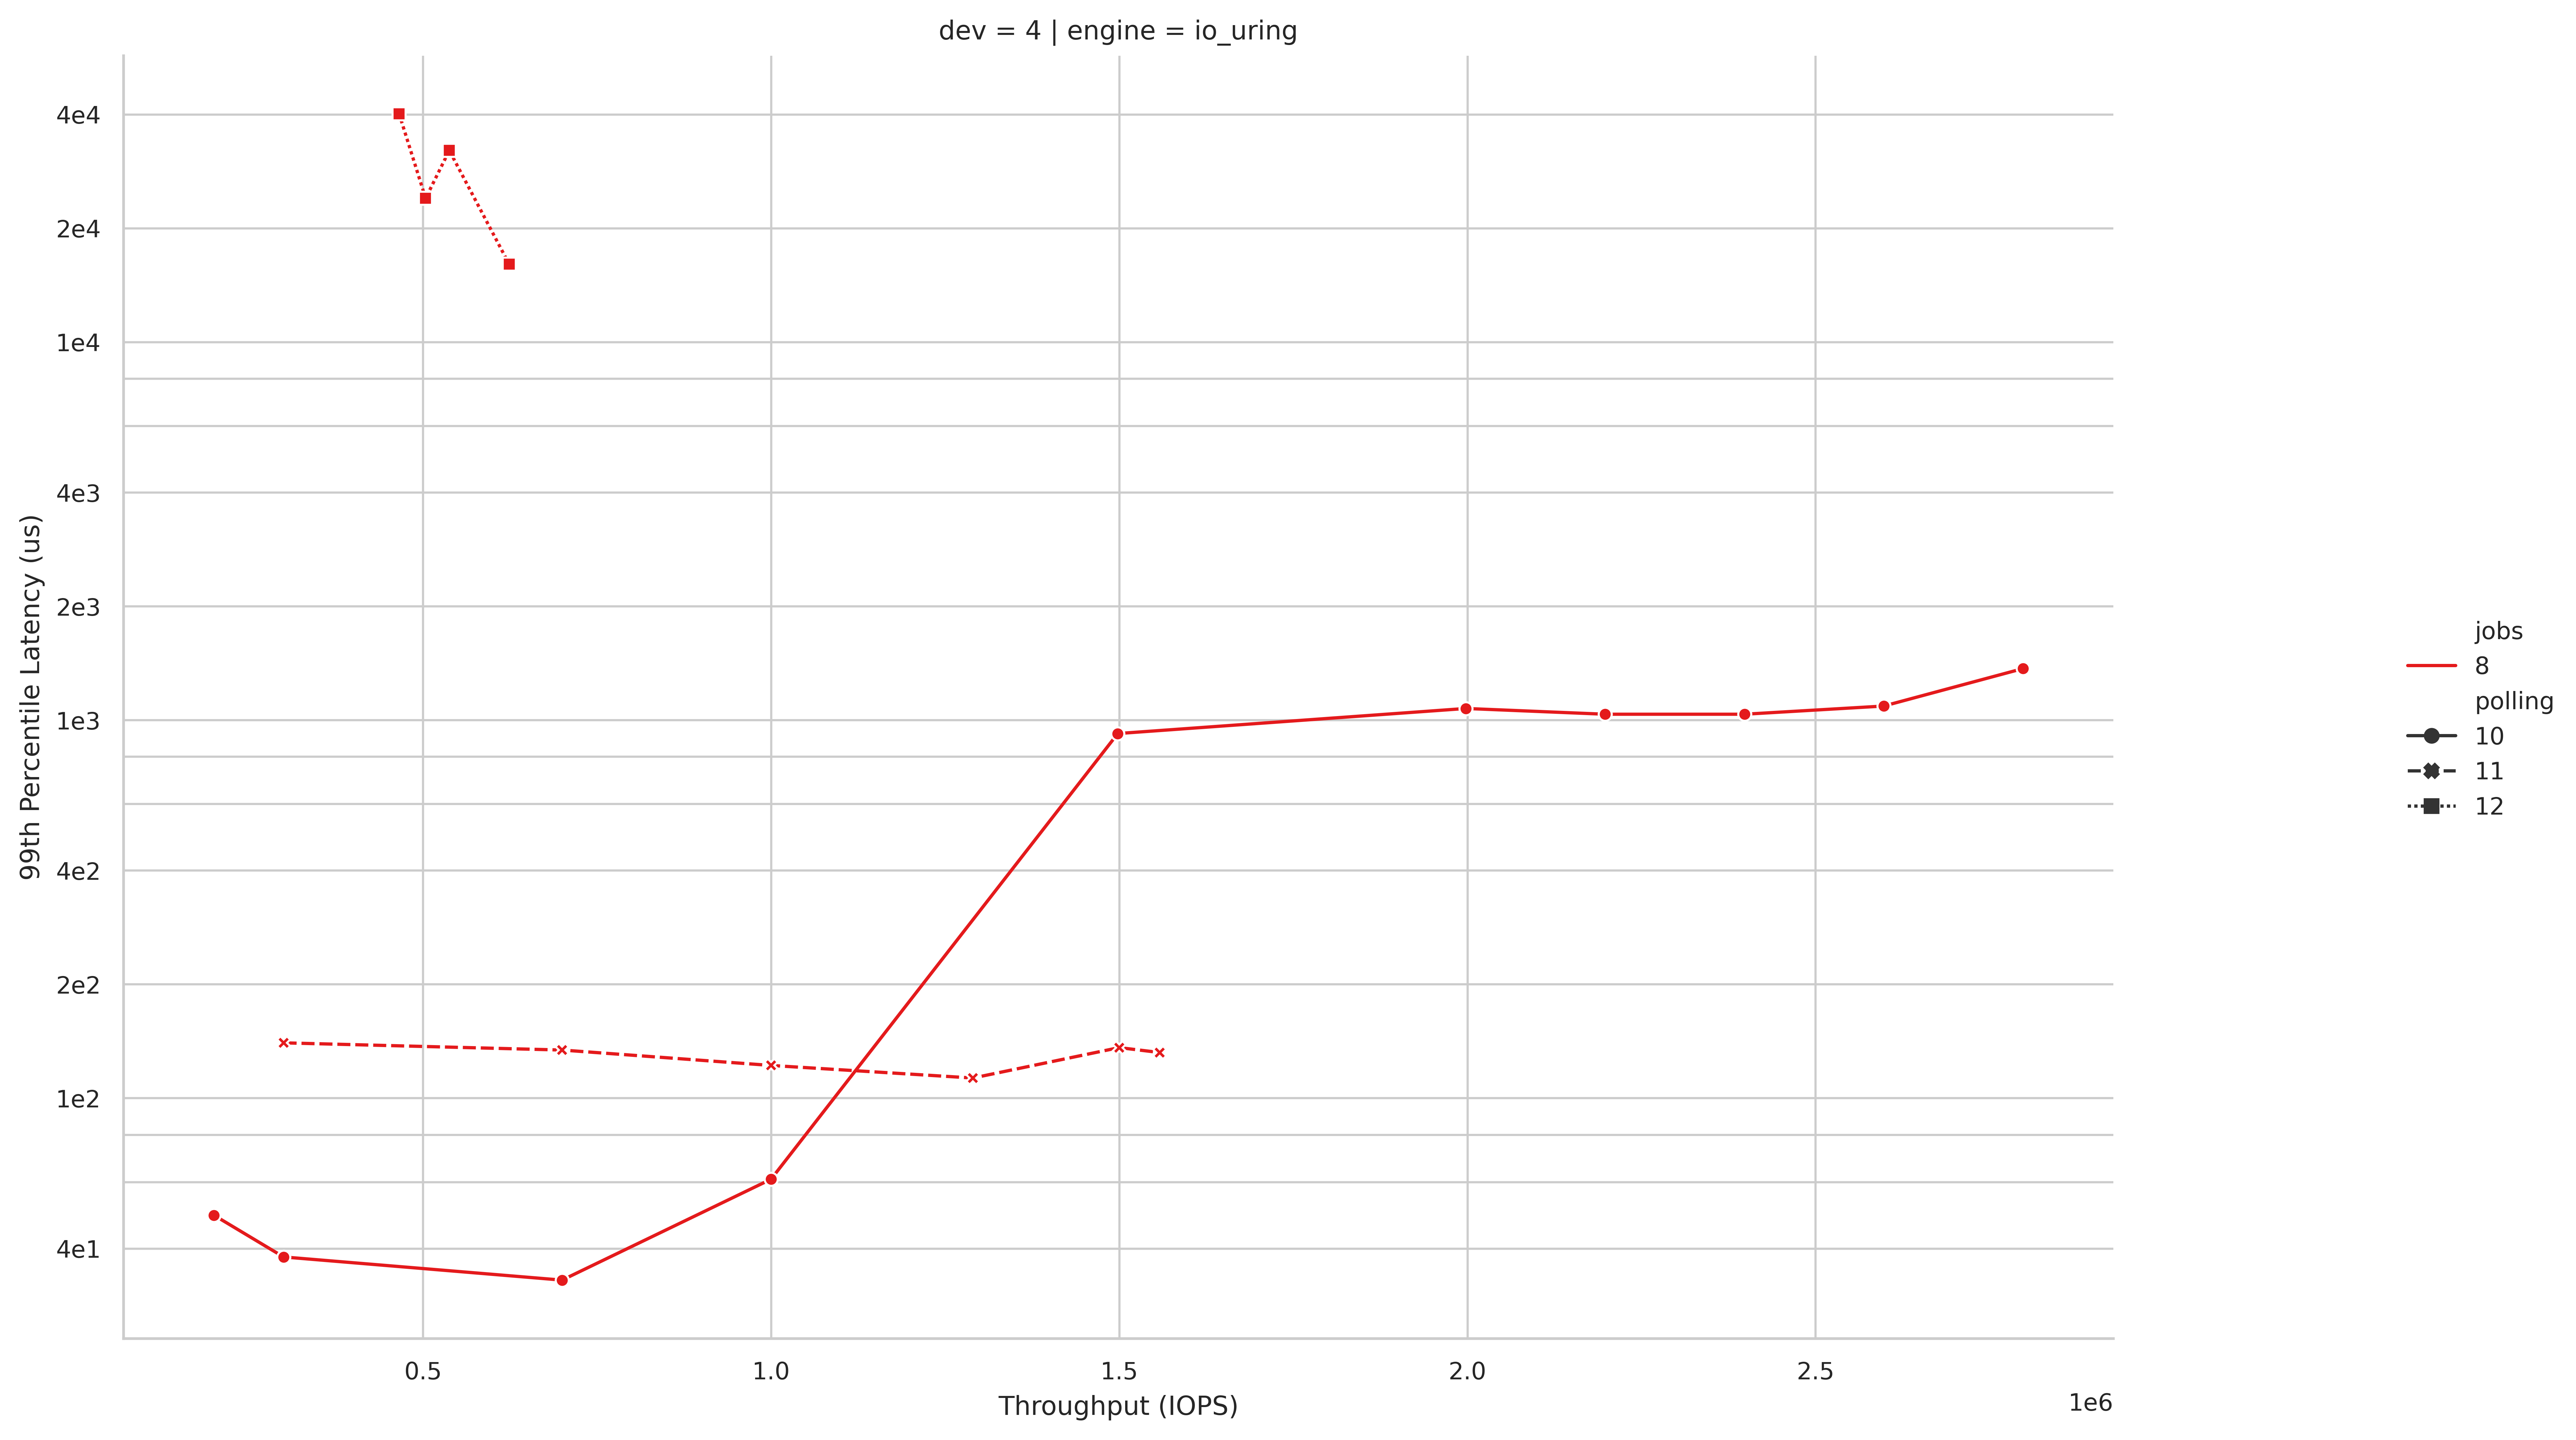 dev = 4 | engine = io_uring
99th Percentile Latency (us)
4e4
2e4
1e4
4e3
2e3
1e3
4e2
2e2
1e2
4e1
0.5 1.0 1.5 2.0 2.5
1e6
Throughput (IOPS)
jobs
8
polling
10
11
12